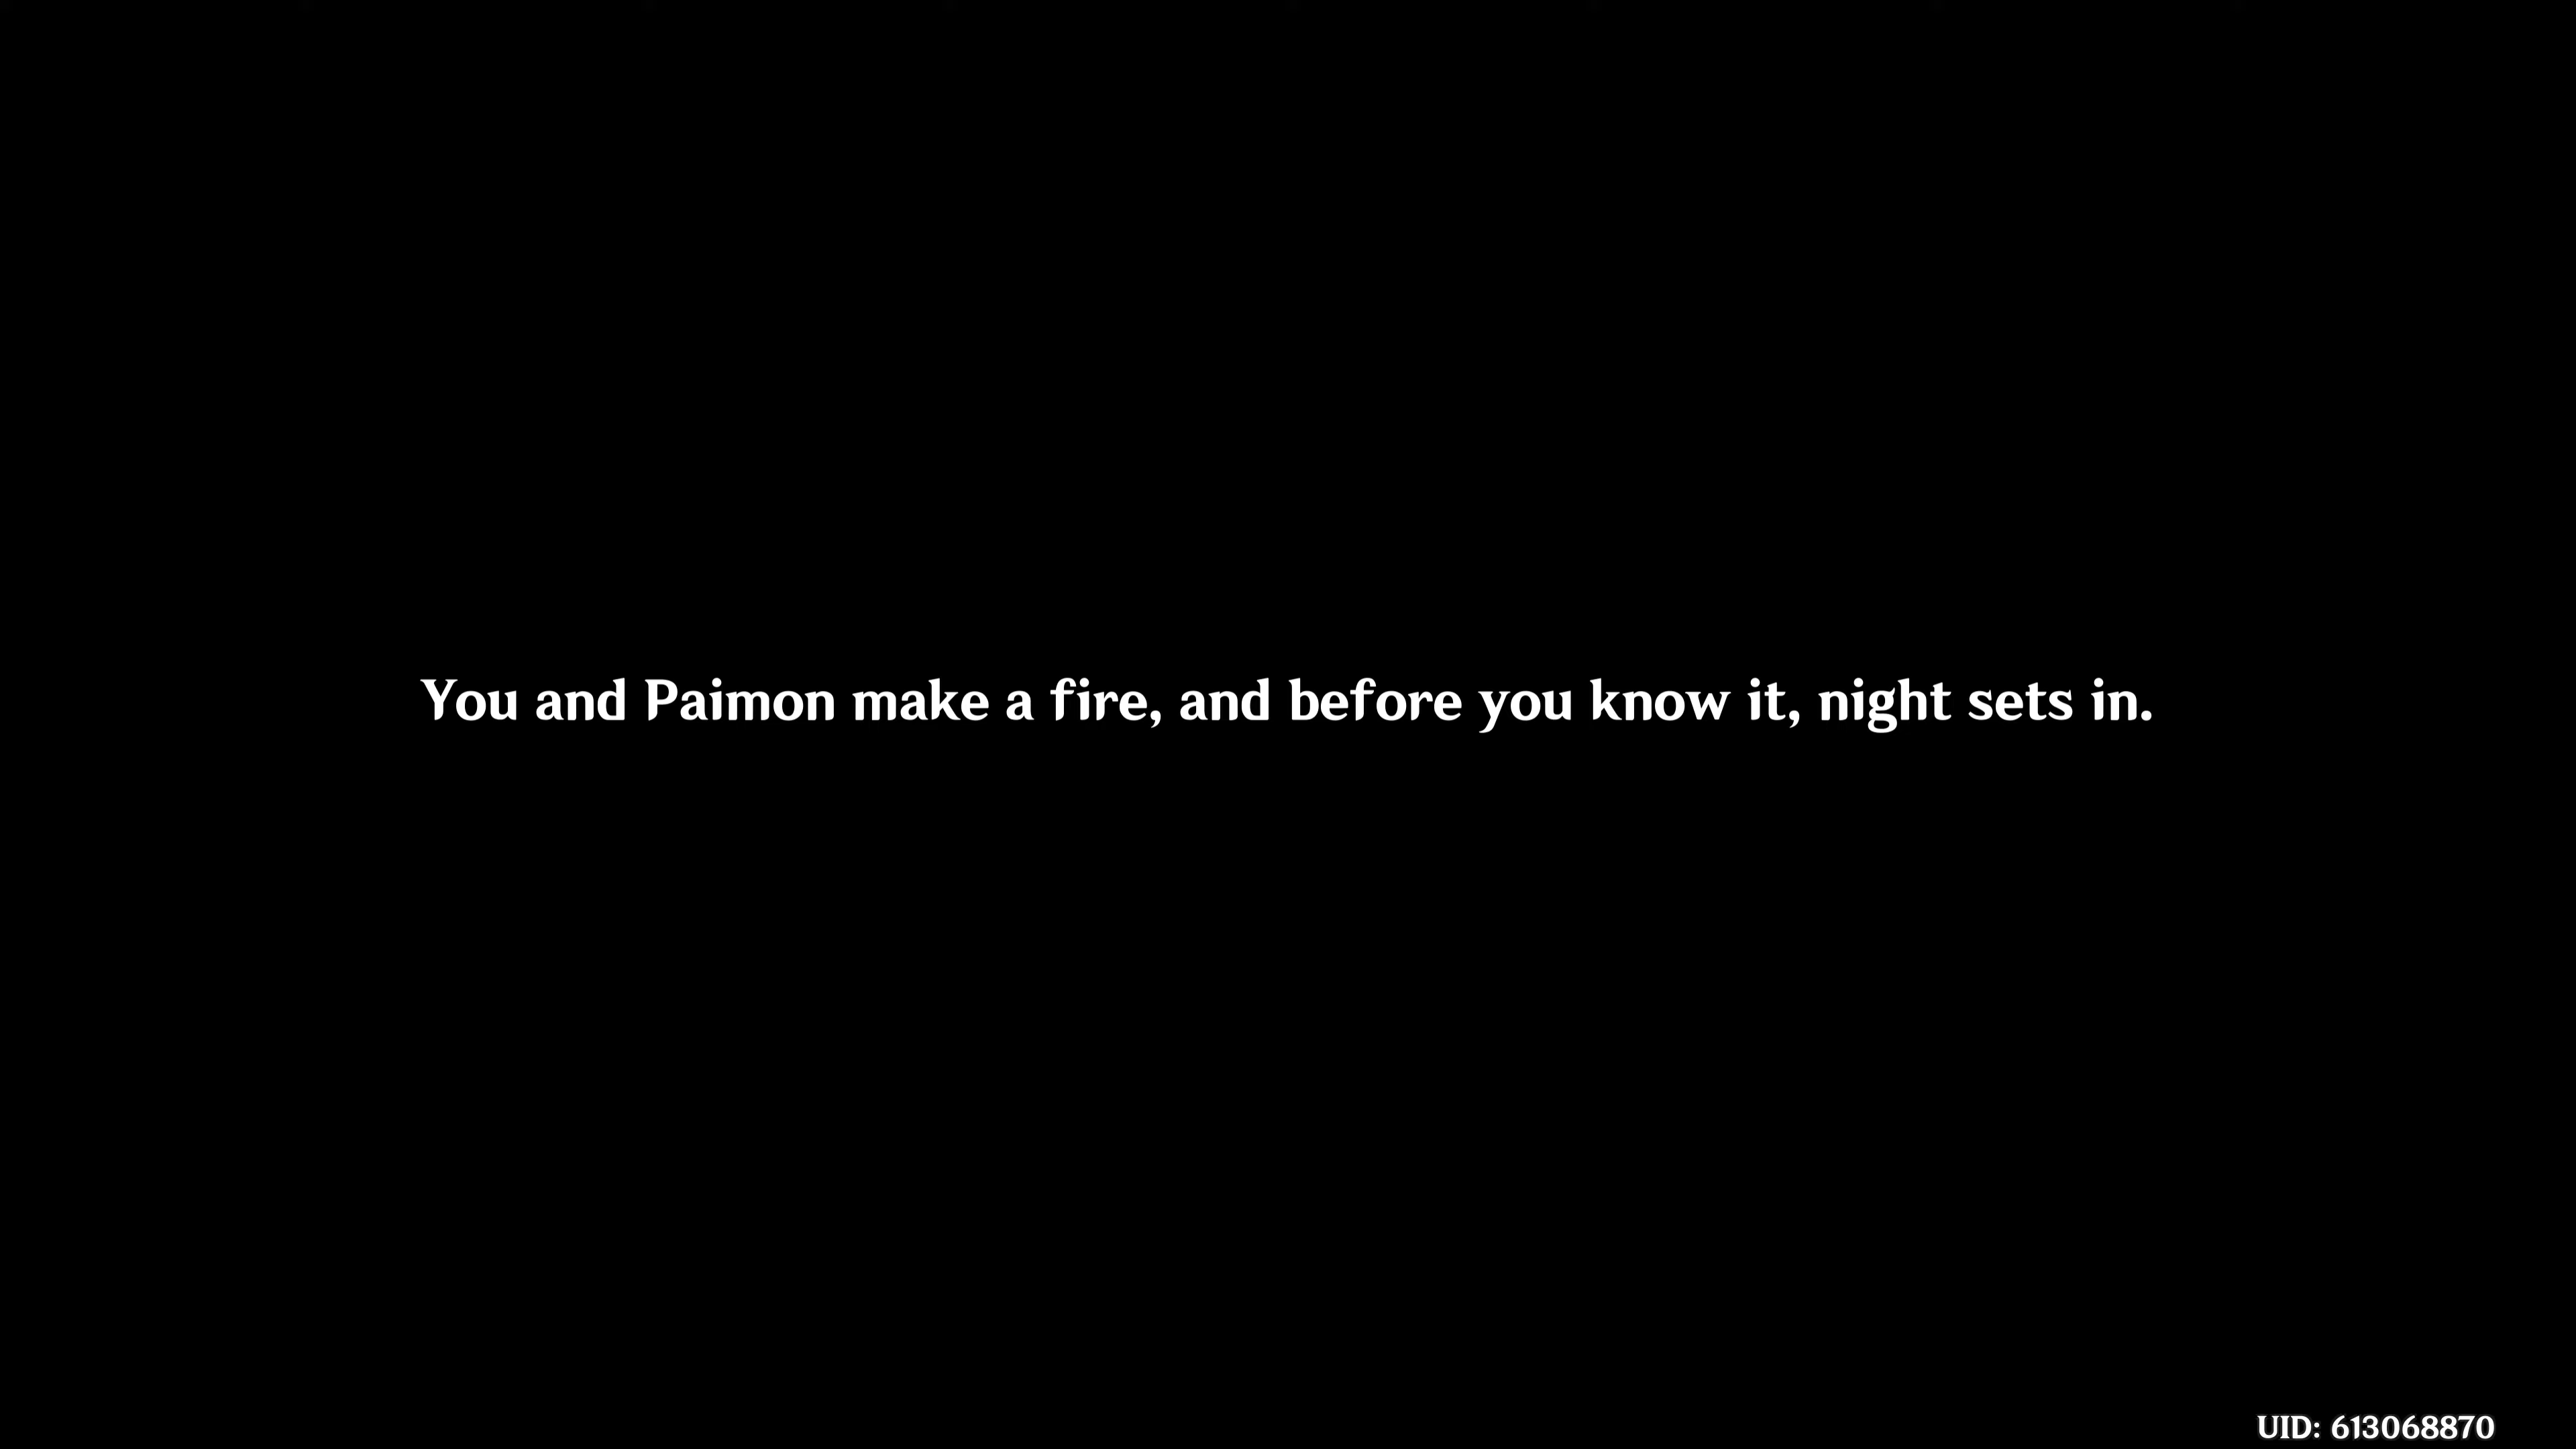 You and Paimon make a fire, and before you know it, night sets in.
UID: 613068870